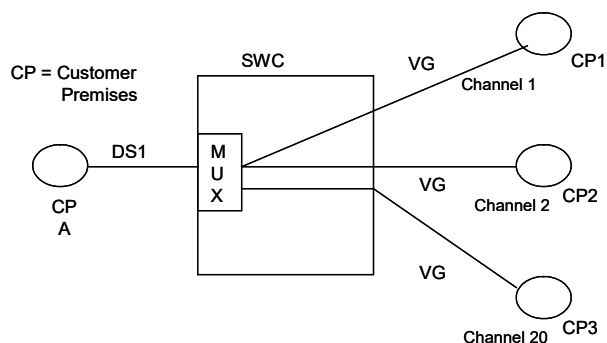 SWC
VG
CP1
CP = Customer
Premises
Channel 1
DS1
M
U
X
CP
A
VG
Channel 2
CP2
VG
CP3
Channel 20